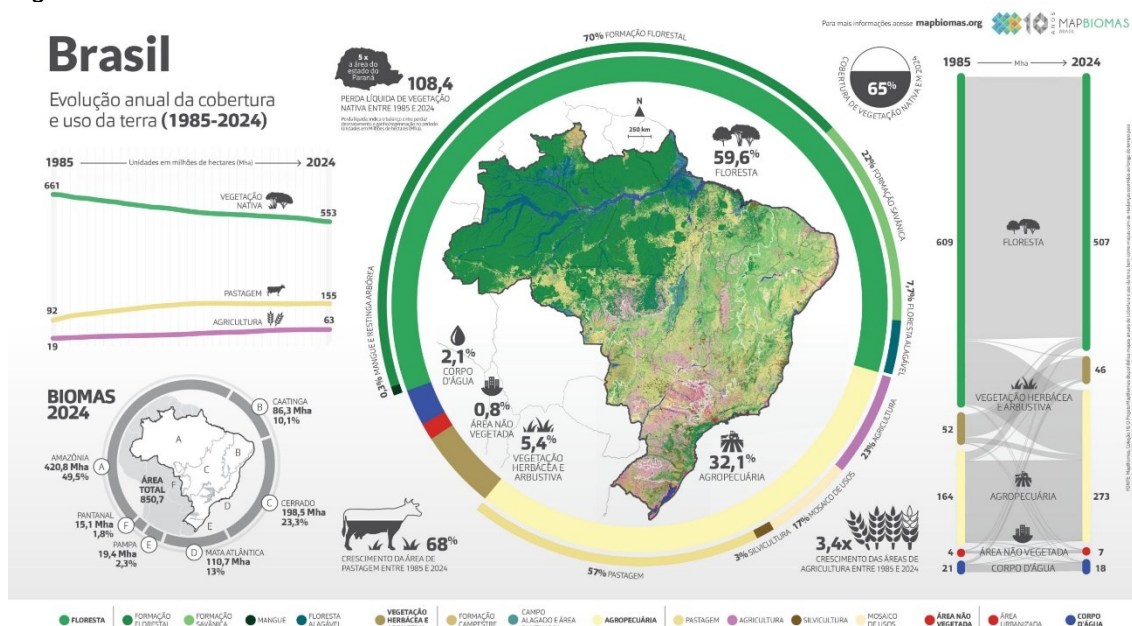 Para mais informações acesse mapbiomas.org
10 ANOS
MAPBIOMAS
BRASIL
Brasil
Evolução anual da cobertura
e uso da terra (1985-2024)
1985
Unidades em milhões de hectares (Mha)
2024
661
VEGETAÇÃO
NATIVA
553
PASTAGEM
92
155
AGRICULTURA
63
19
5 x
a área do
estado do
Paraná
108,4
PERDA LÍQUIDA DE VEGETAÇÃO
NATIVA ENTRE 1985 E 2024
BIOMAS
2024
CAATINGA
86,3 Mha
10,1%
AMAZÔNIA
420,8 Mha
49,5%
ÁREA
TOTAL
850,7
A
B
C
D
E
F
A
B
C
D
E
F
CERRADO
198,5 Mha
23,3%
PANTANAL
15,1 Mha
1,8%
PAMPA
19,4 Mha
2,3%
MATA ATLÂNTICA
110,7 Mha
13%
70% FORMAÇÃO FLORESTAL
22% FORMAÇÃO SAVÂNICA
7,7% FLORESTA ALAGÁVEL
0,3% MANGUE E RESTINGA ARBÓREA
23% AGRICULTURA
17% MOSAICO DE USOS
3% SILVICULTURA
57% PASTAGEM
N
250 km
59,6%
FLORESTA
2,1%
CORPO
D'ÁGUA
0,8%
ÁREA NÃO
VEGETADA
5,4%
VEGETAÇÃO
HERBÁCEA E
ARBUSTIVA
32,1%
AGROPECUÁRIA
68%
CRESCIMENTO DA ÁREA DE
PASTAGEM ENTRE 1985 E 2024
3,4x
CRESCIMENTO DAS ÁREAS DE
AGRICULTURA ENTRE 1985 E 2024
65%
COBERTURA DE VEGETAÇÃO NATIVA EM 2024
1985
Mha
2024
609
FLORESTA
507
46
VEGETAÇÃO HERBÁCEA
E ARBUSTIVA
52
164
AGROPECUÁRIA
273
4
ÁREA NÃO VEGETADA
7
21
CORPO D'ÁGUA
18
FLORESTA
FORMAÇÃO
FLORESTAL
FORMAÇÃO
SAVÂNICA
MANGUE
FLORESTA
ALAGÁVEL
VEGETAÇÃO
HERBÁCEA E
FORMAÇÃO
CAMPESTRE
CAMPO
ALAGADO E ÁREA
AGROPECUÁRIA
PASTAGEM
AGRICULTURA
SILVICULTURA
MOSAICO
DE USOS
ÁREA NÃO
VEGETADA
ÁREA
URBANIZADA
CORPO
D'ÁGUA